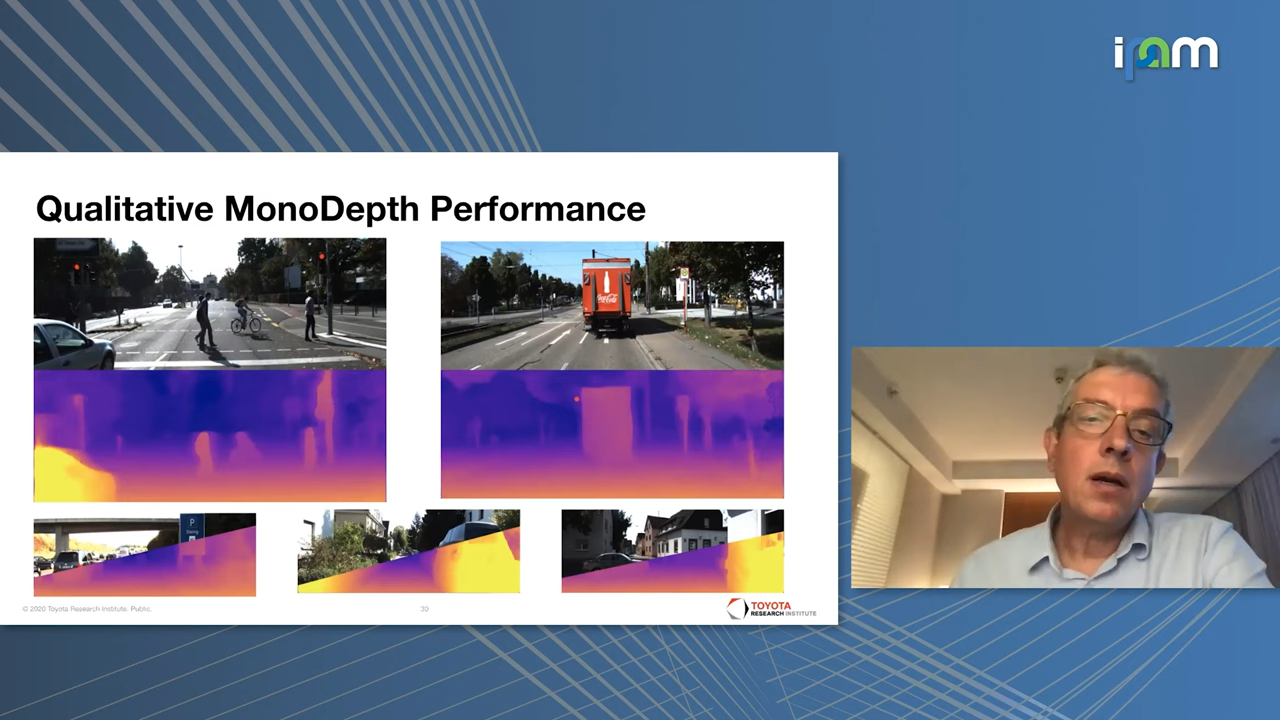 ipam
Qualitative MonoDepth Performance
Coca-Cola
P
© 2020 Toyota Research Institute. Public.
30
TOYOTA
RESEARCH INSTITUTE